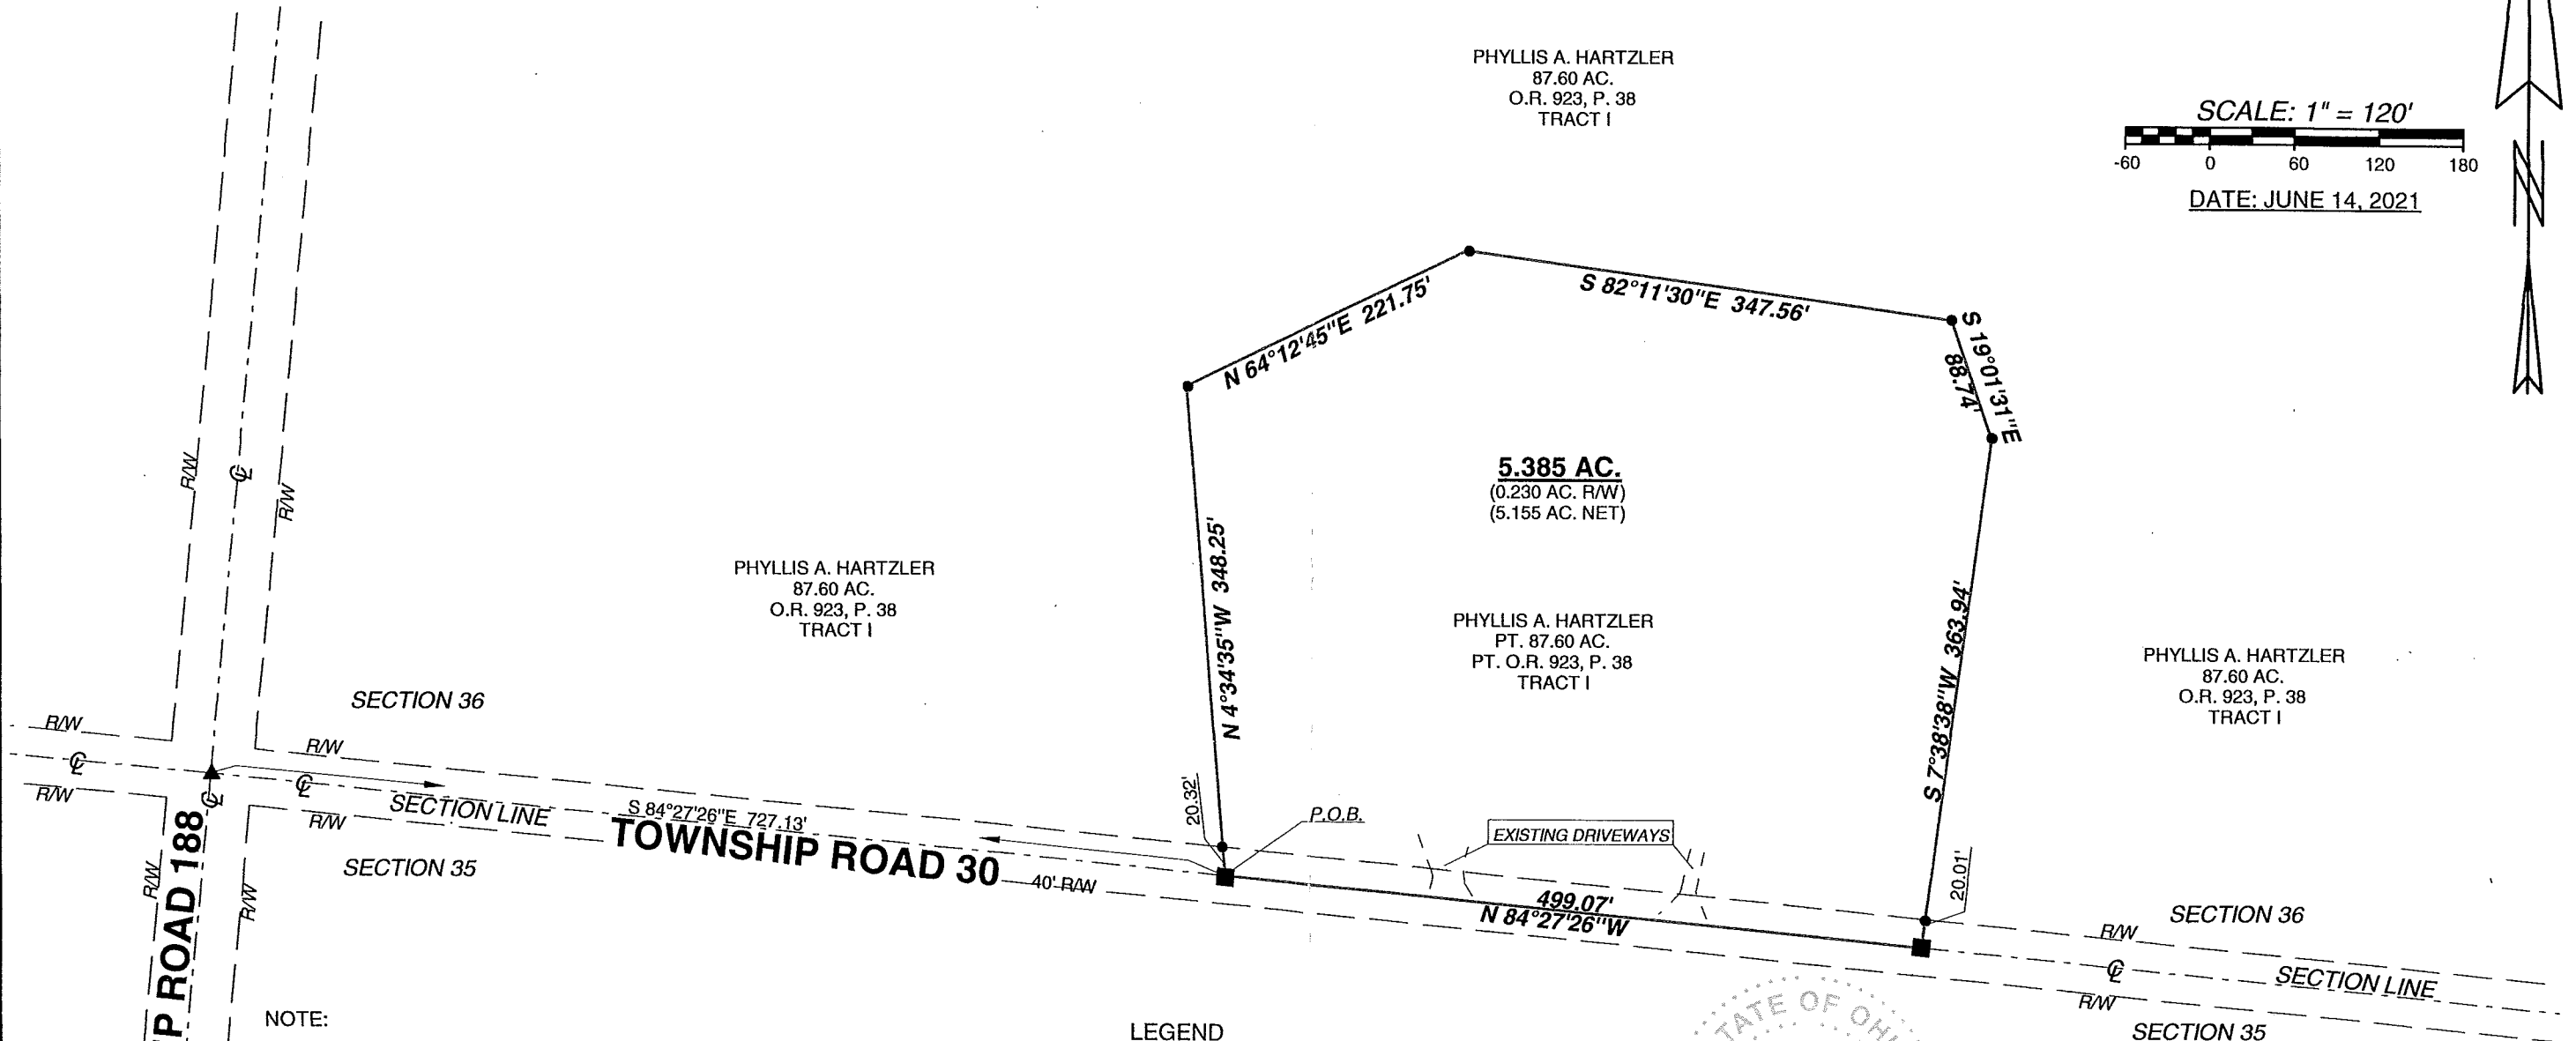 PHYLLIS A. HARTZLER
87.60 AC.
O.R. 923, P. 38
TRACT I
SCALE: 1" = 120'
-60 0 60 120 180
DATE: JUNE 14, 2021
N
S 82°11'30"E 347.56'
N 64°12'45"E 221.75'
S 19°01'31"E
88.74'
5.385 AC.
(0.230 AC. R/W)
(5.155 AC. NET)
R/W
℄
R/W
N 4°34'35"W 348.25'
PHYLLIS A. HARTZLER
87.60 AC.
O.R. 923, P. 38
TRACT I
PHYLLIS A. HARTZLER
PT. 87.60 AC.
PT. O.R. 923, P. 38
TRACT I
S 7°38'38"W 363.94'
PHYLLIS A. HARTZLER
87.60 AC.
O.R. 923, P. 38
TRACT I
SECTION 36
R/W
R/W
℄
℄
℄
R/W
SECTION LINE
R/W
S 84°27'26"E 727.13'
TOWNSHIP ROAD 30
40' R/W
20.32'
P.O.B.
EXISTING DRIVEWAYS
499.07'
N 84°27'26"W
20.01'
SECTION 35
R/W
P ROAD 188
R/W
SECTION 36
R/W
℄
SECTION LINE
R/W
SECTION 35
NOTE:
LEGEND
STATE OF OH